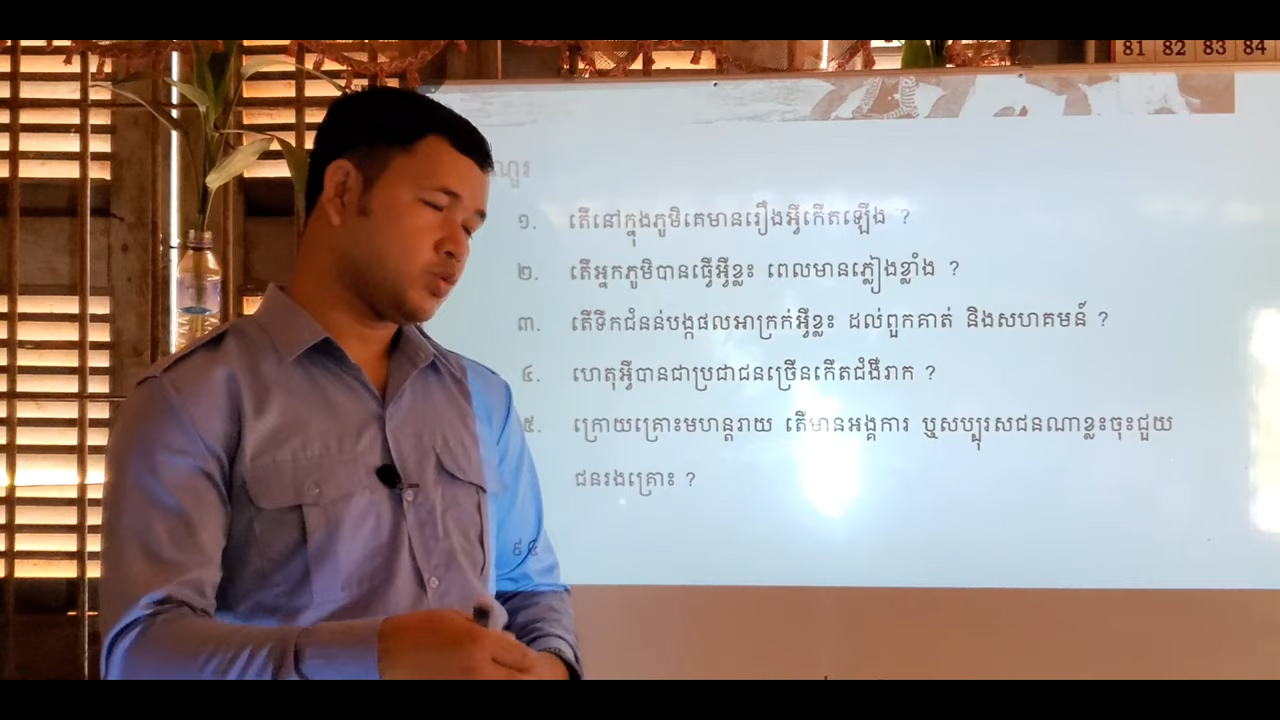 81 82 83 84
ណួរ
១. តើនៅក្នុងភូមិគេមានរឿងអ្វីកើតឡើង ?
២. តើអ្នកភូមិបានធ្វើអ្វីខ្លះ ពេលមានភ្លៀងខ្លាំង ?
៣. តើទឹកជំនន់បង្កផលអាក្រក់អ្វីខ្លះ ដល់ពួកគាត់ និងសហគមន៍ ?
៤. ហេតុអ្វីបានជាប្រជាជនច្រើនកើតជំងឺរាក ?
៥. ក្រោយគ្រោះមហន្តរាយ តើមានអង្គការ ឬសប្បុរសជនណាខ្លះចុះជួយ
ជនរងគ្រោះ ?
៩៤